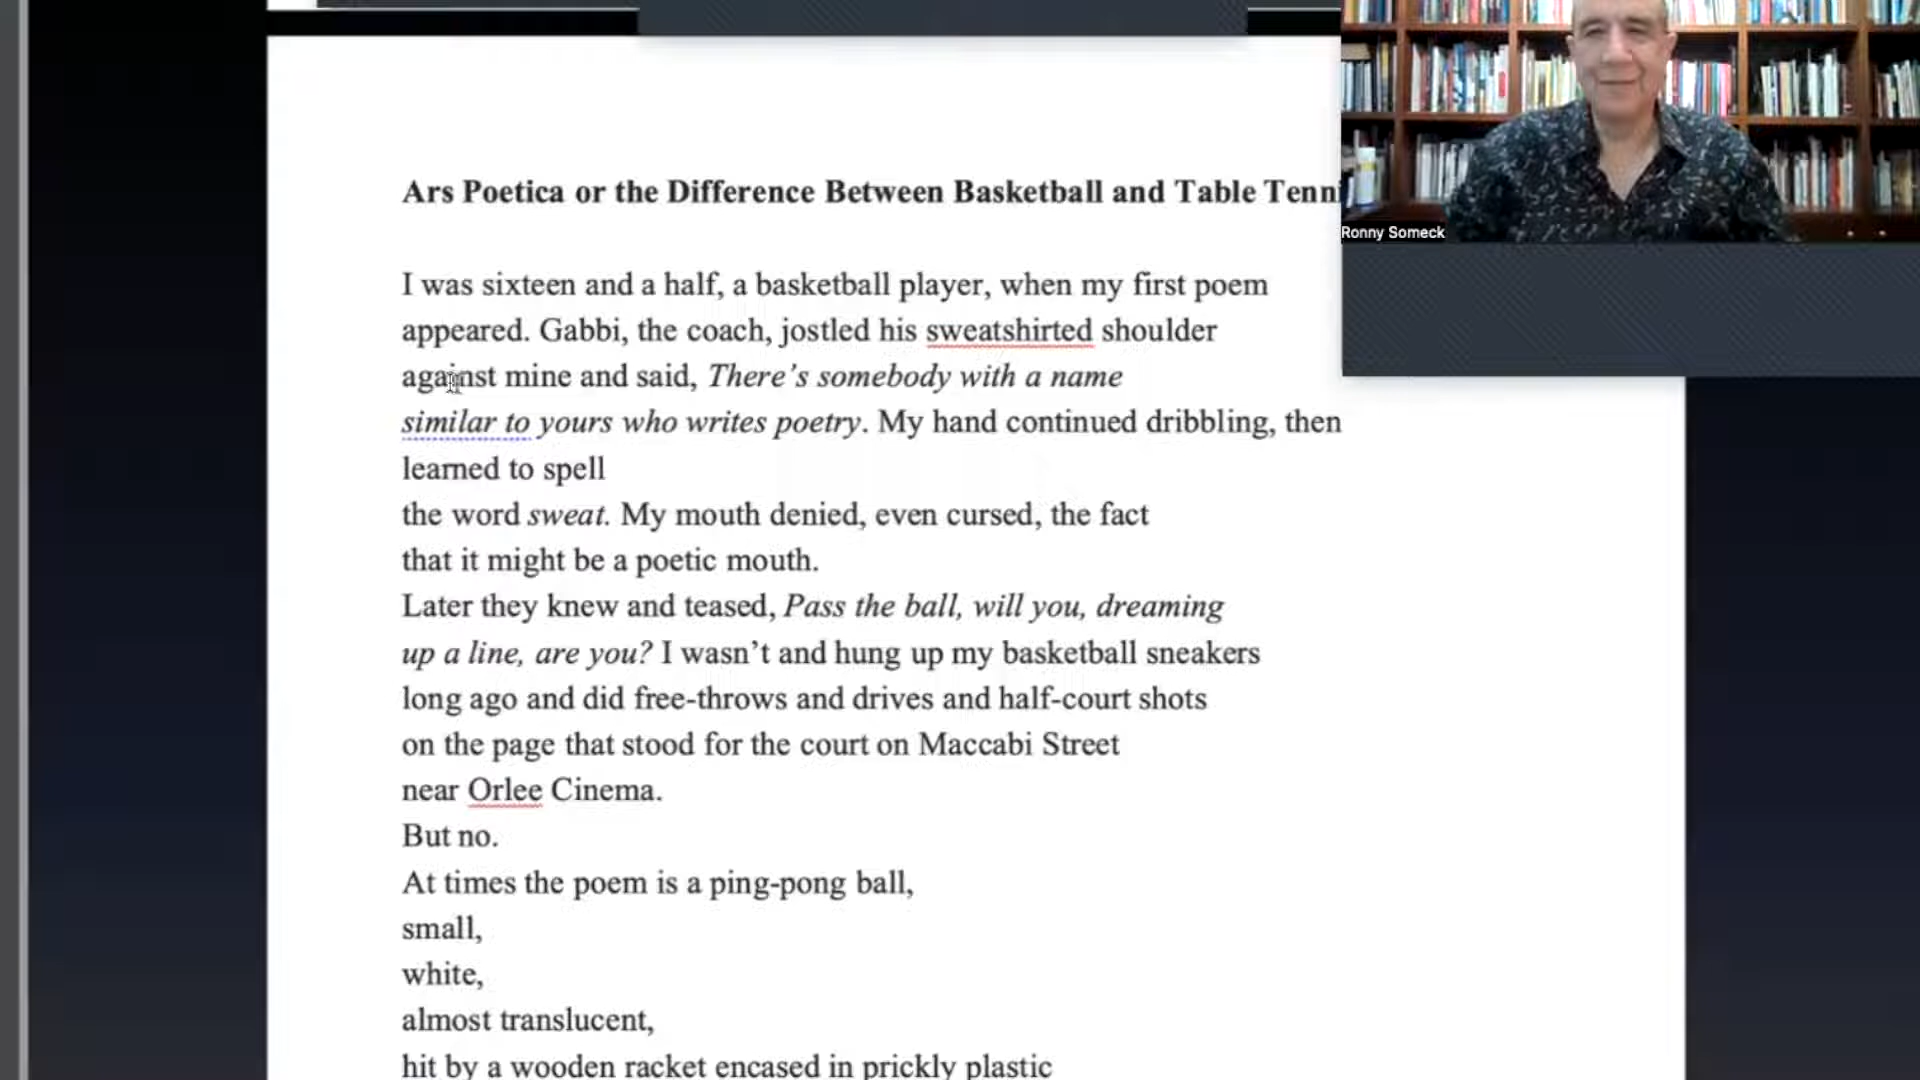 Ars Poetica or the Difference Between Basketball and Table Tenni
Ronny Someck
I was sixteen and a half, a basketball player, when my first poem
appeared. Gabbi, the coach, jostled his sweatshirted shoulder
against mine and said, There’s somebody with a name
similar to yours who writes poetry. My hand continued dribbling, then
learned to spell
the word sweat. My mouth denied, even cursed, the fact
that it might be a poetic mouth.
Later they knew and teased, Pass the ball, will you, dreaming
up a line, are you? I wasn’t and hung up my basketball sneakers
long ago and did free-throws and drives and half-court shots
on the page that stood for the court on Maccabi Street
near Orlee Cinema.
But no.
At times the poem is a ping-pong ball,
small,
white,
almost translucent,
hit by a wooden racket encased in prickly plastic